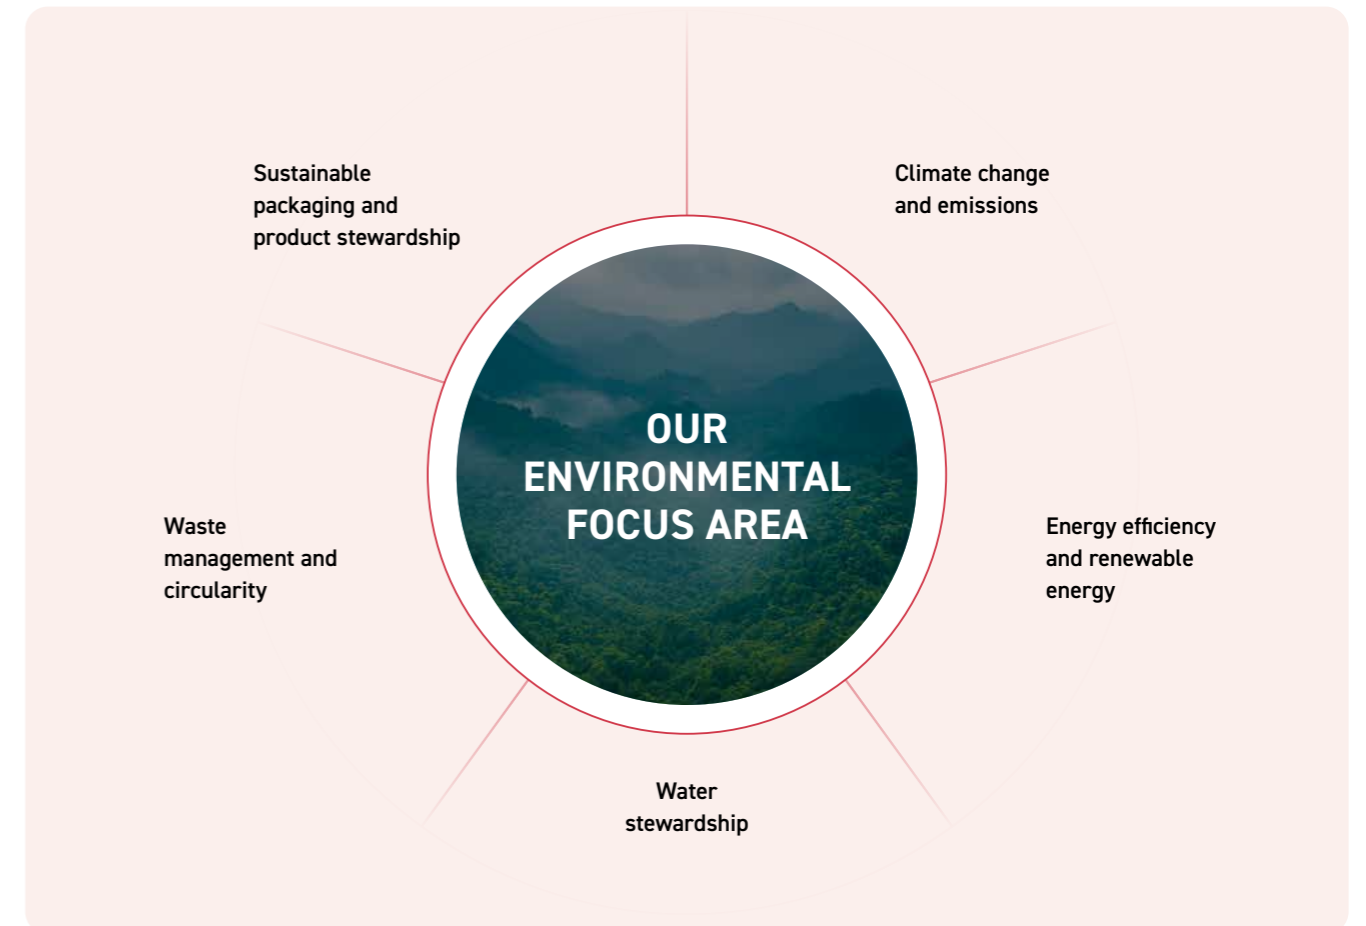 Sustainable
packaging and
product stewardship
Climate change
and emissions
OUR
ENVIRONMENTAL
FOCUS AREA
Waste
management and
circularity
Energy efficiency
and renewable
energy
Water
stewardship